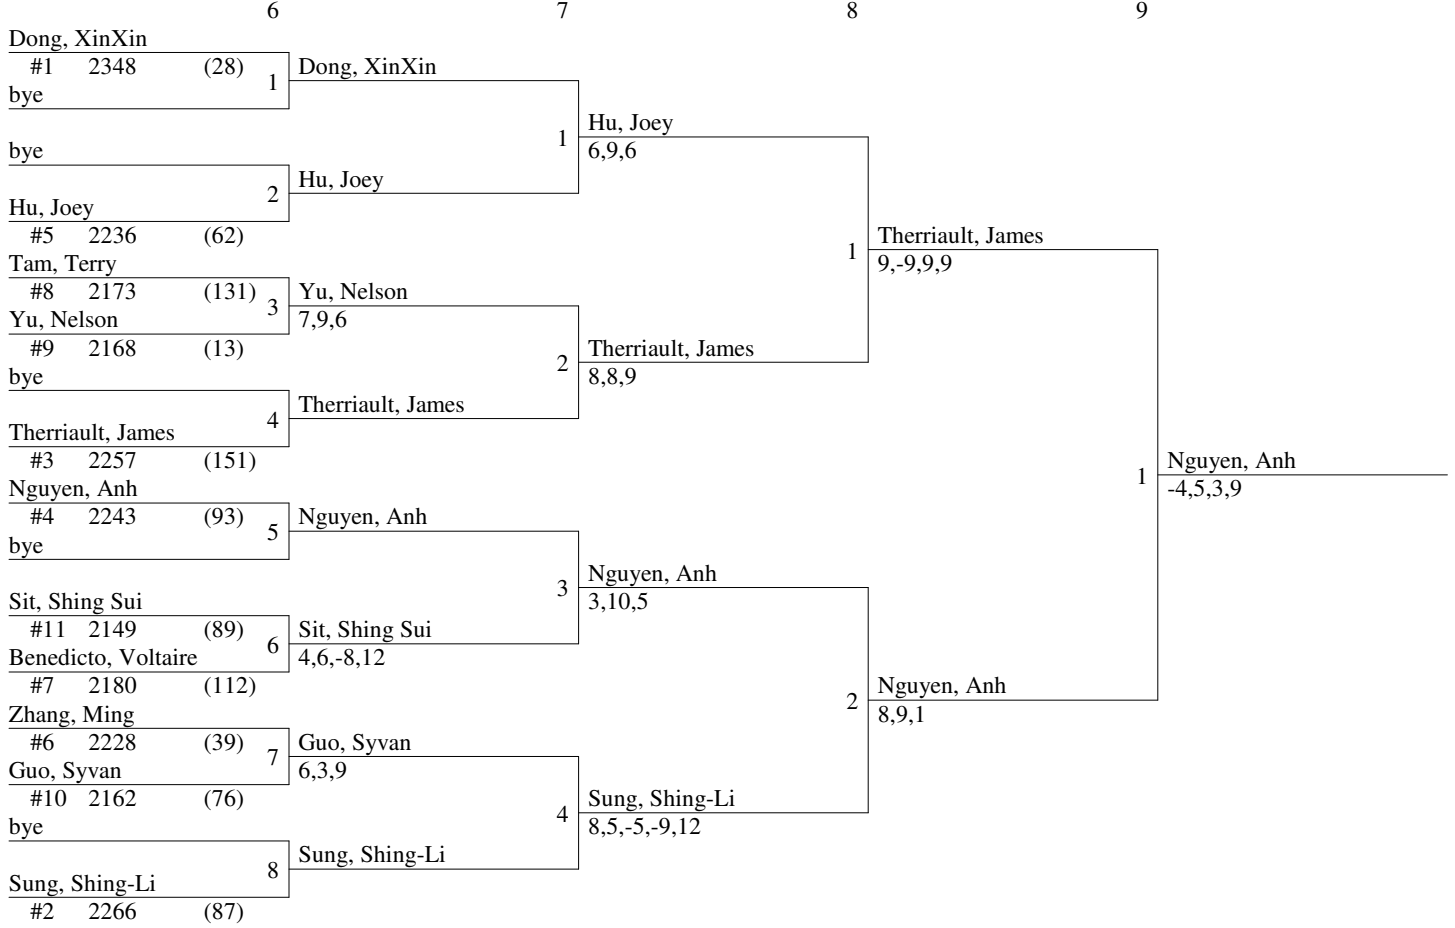 6 7 8 9
Dong, XinXin
#1 2348 (28)
bye
1
Dong, XinXin
bye
Hu, Joey
#5 2236 (62)
2
Hu, Joey
Tam, Terry
#8 2173 (131)
Yu, Nelson
#9 2168 (13)
3
Yu, Nelson
7,9,6
bye
Therriault, James
#3 2257 (151)
4
Therriault, James
Nguyen, Anh
#4 2243 (93)
bye
5
Nguyen, Anh
Sit, Shing Sui
#11 2149 (89)
Benedicto, Voltaire
#7 2180 (112)
6
Sit, Shing Sui
4,6,-8,12
Zhang, Ming
#6 2228 (39)
Guo, Syvan
#10 2162 (76)
7
Guo, Syvan
6,3,9
bye
Sung, Shing-Li
#2 2266 (87)
8
Sung, Shing-Li
1
Hu, Joey
6,9,6
2
Therriault, James
8,8,9
3
Nguyen, Anh
3,10,5
4
Sung, Shing-Li
8,5,-5,-9,12
1
Therriault, James
9,-9,9,9
2
Nguyen, Anh
8,9,1
1
Nguyen, Anh
-4,5,3,9